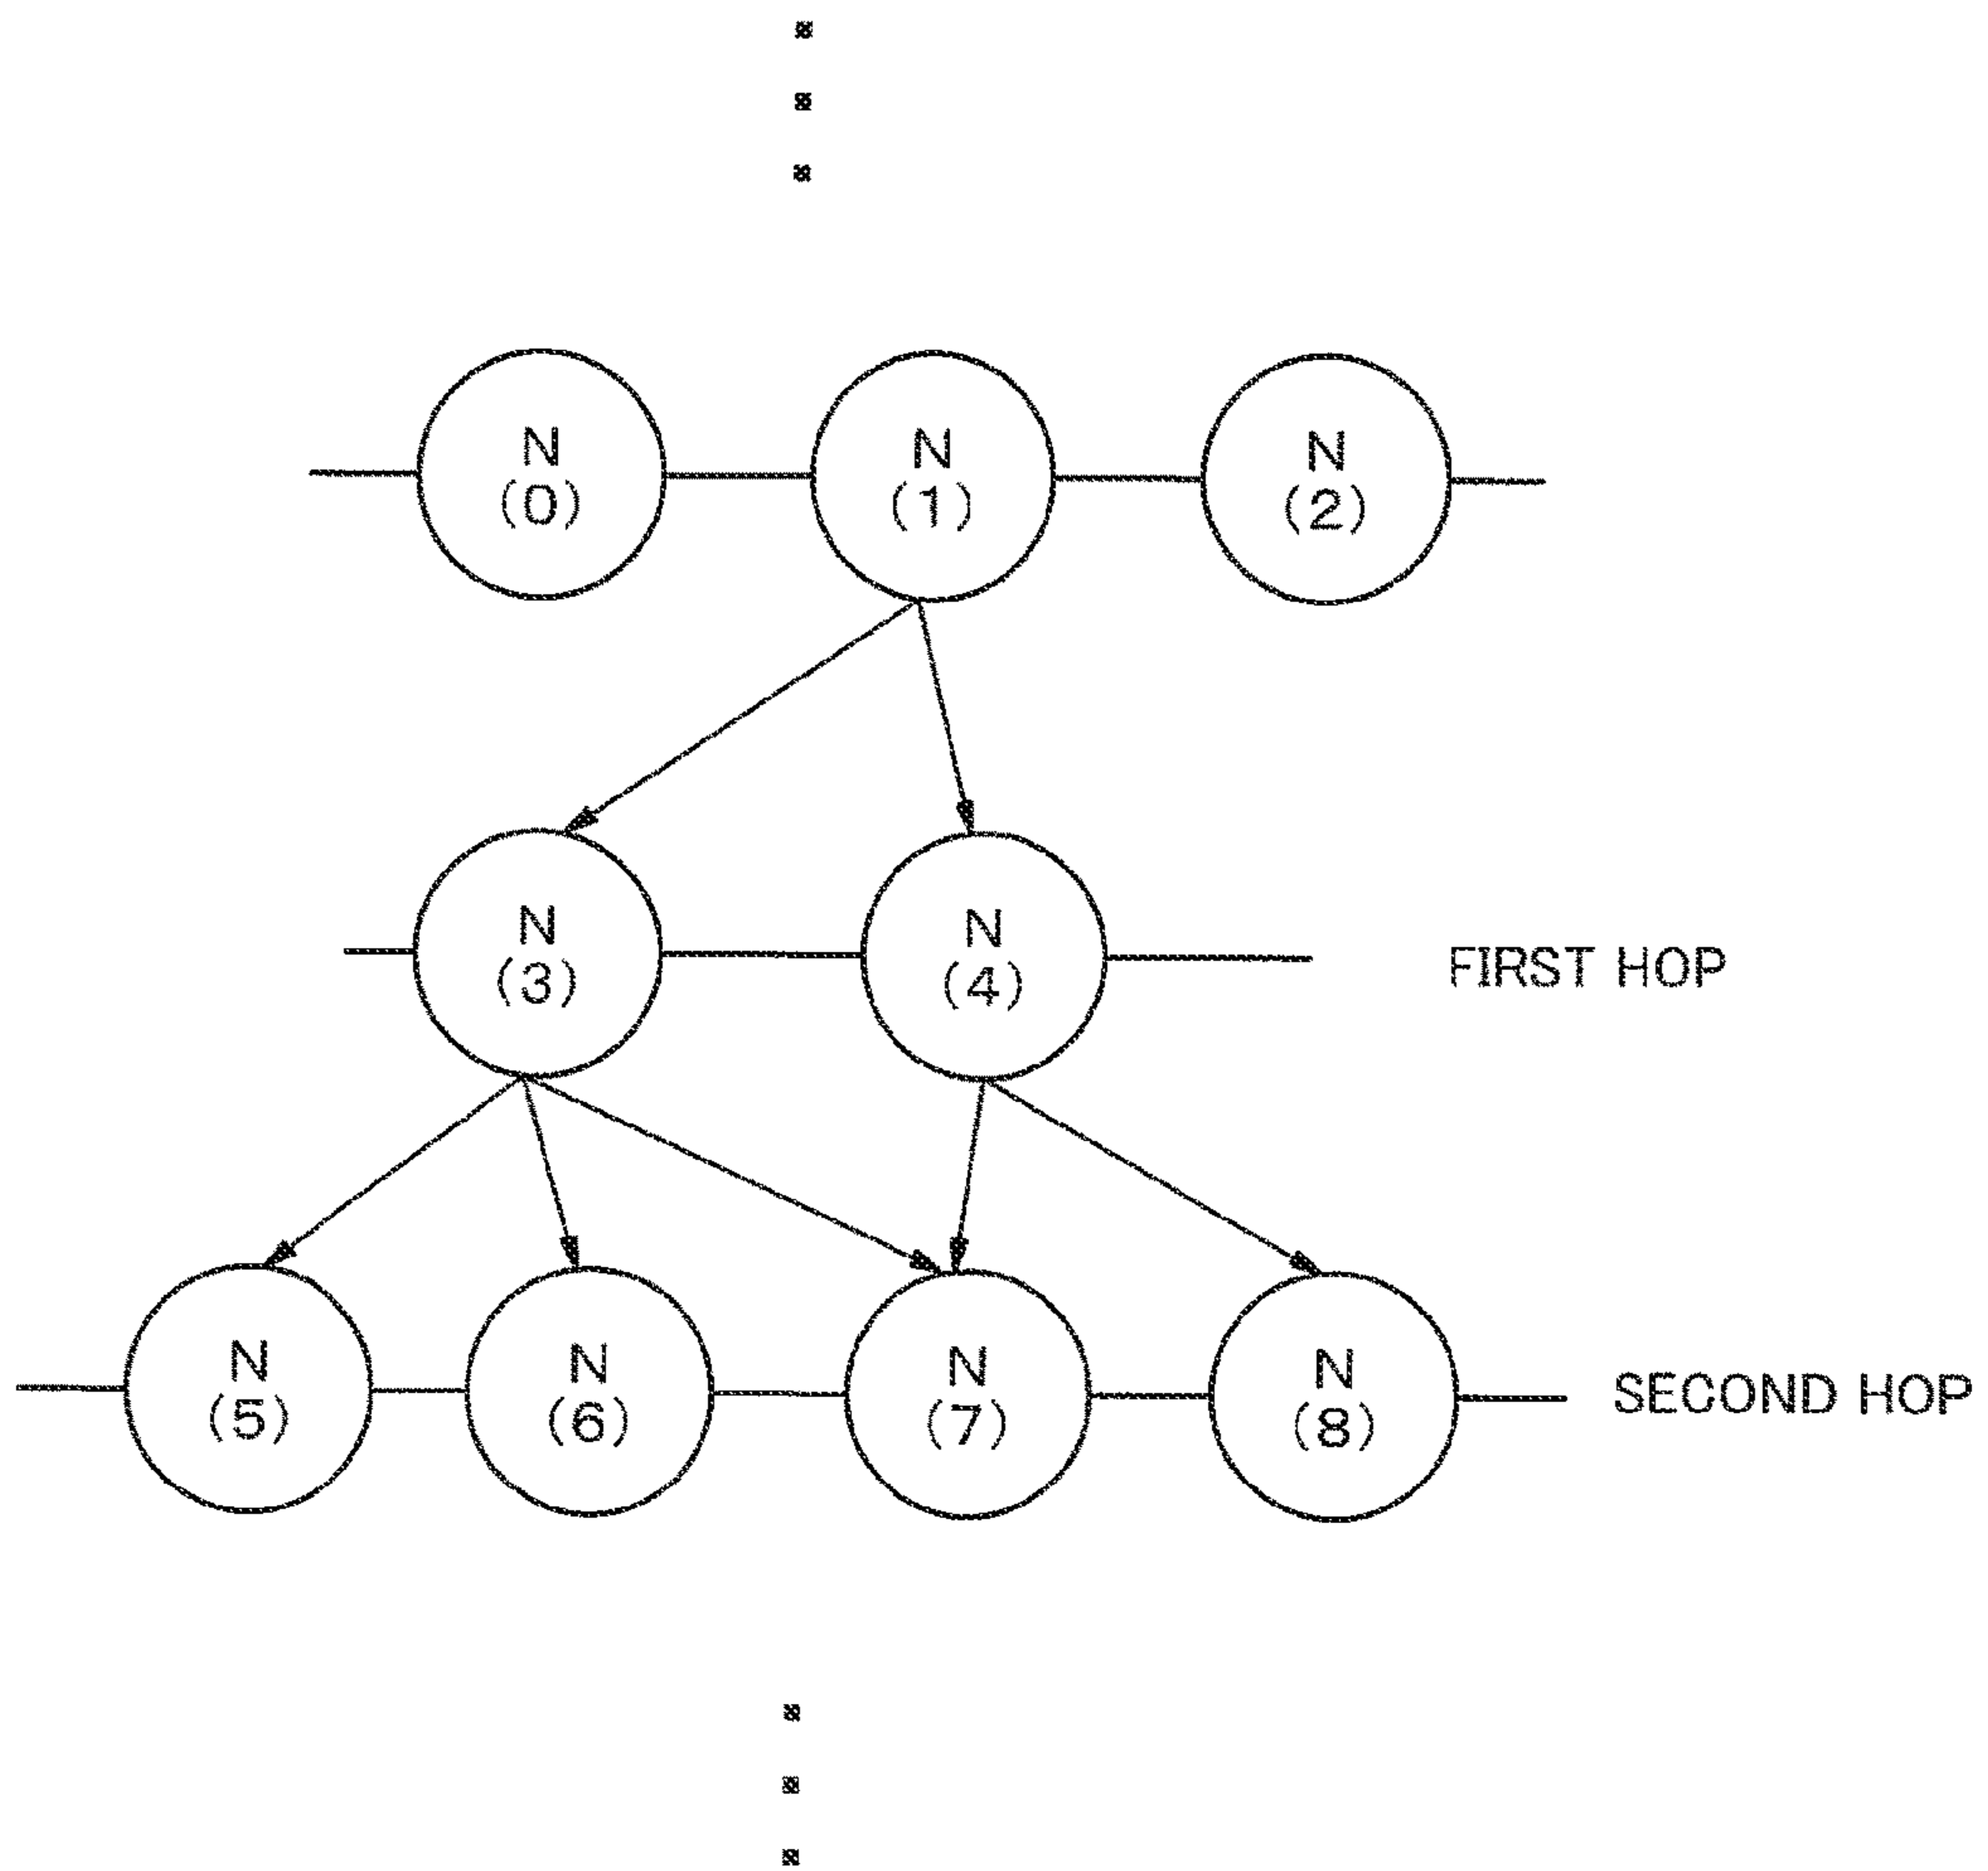 N
(0)
N
(1)
N
(2)
N
(3)
N
(4)
FIRST HOP
N
(5)
N
(6)
N
(7)
N
(8)
SECOND HOP